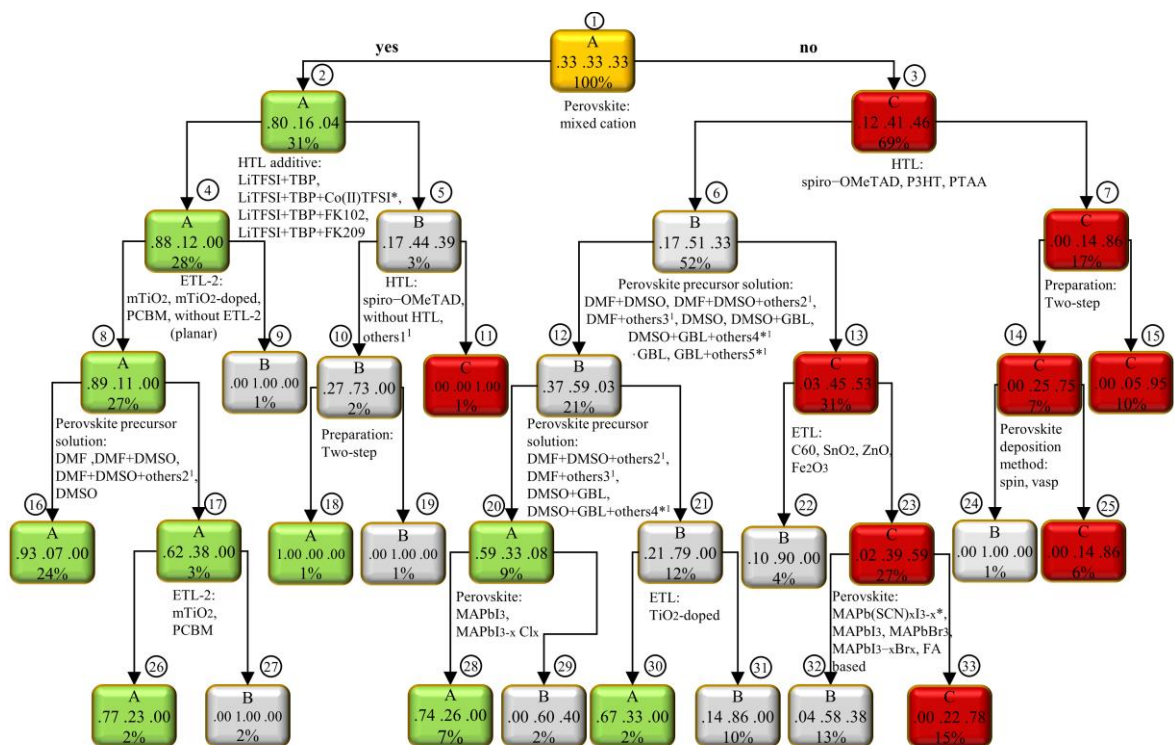 1
yes
A
.33 .33 .33
100%
no
Perovskite:
mixed cation
2
A
.80 .16 .04
31%
HTL additive:
LiTFSI+TBP,
LiTFSI+TBP+Co(II)TFSI*,
LiTFSI+TBP+FK102,
LiTFSI+TBP+FK209
3
C
.12 .41 .46
69%
HTL:
spiro−OMeTAD, P3HT, PTAA
4
A
.88 .12 .00
28%
ETL-2:
mTiO2, mTiO2-doped,
PCBM, without ETL-2
(planar)
5
B
.17 .44 .39
3%
HTL:
spiro−OMeTAD,
without HTL,
others1¹
6
B
.17 .51 .33
52%
Perovskite precursor solution:
DMF+DMSO, DMF+DMSO+others2¹,
DMF+others3¹, DMSO, DMSO+GBL,
DMSO+GBL+others4*¹
·GBL, GBL+others5*¹
7
C
.00 .14 .86
17%
Preparation:
Two-step
8
A
.89 .11 .00
27%
Perovskite precursor
solution:
DMF ,DMF+DMSO,
DMF+DMSO+others2¹,
DMSO
9
B
.00 1.00 .00
1%
10
B
.27 .73 .00
2%
Preparation:
Two-step
11
C
.00 .00 1.00
1%
12
B
.37 .59 .03
21%
Perovskite precursor
solution:
DMF+DMSO+others2¹,
DMF+others3¹,
DMSO+GBL,
DMSO+GBL+others4*¹
13
C
.03 .45 .53
31%
ETL:
C60, SnO2, ZnO,
Fe2O3
14
C
.00 .25 .75
7%
Perovskite
deposition
method:
spin, vasp
15
C
.00 .05 .95
10%
16
A
.93 .07 .00
24%
17
A
.62 .38 .00
3%
ETL-2:
mTiO2,
PCBM
18
A
1.00 .00 .00
1%
19
B
.00 1.00 .00
1%
20
A
.59 .33 .08
9%
Perovskite:
MAPbI3,
MAPbI3-x Clx
21
B
.21 .79 .00
12%
ETL:
TiO2-doped
22
B
.10 .90 .00
4%
23
C
.02 .39 .59
27%
Perovskite:
MAPb(SCN)xI3-x*,
MAPbI3, MAPbBr3,
MAPbI3−xBrx, FA
based
24
B
.00 1.00 .00
1%
25
C
.00 .14 .86
6%
26
A
.77 .23 .00
2%
27
B
.00 1.00 .00
2%
28
A
.74 .26 .00
7%
29
B
.00 .60 .40
2%
30
A
.67 .33 .00
2%
31
B
.14 .86 .00
10%
32
B
.04 .58 .38
13%
33
C
.00 .22 .78
15%